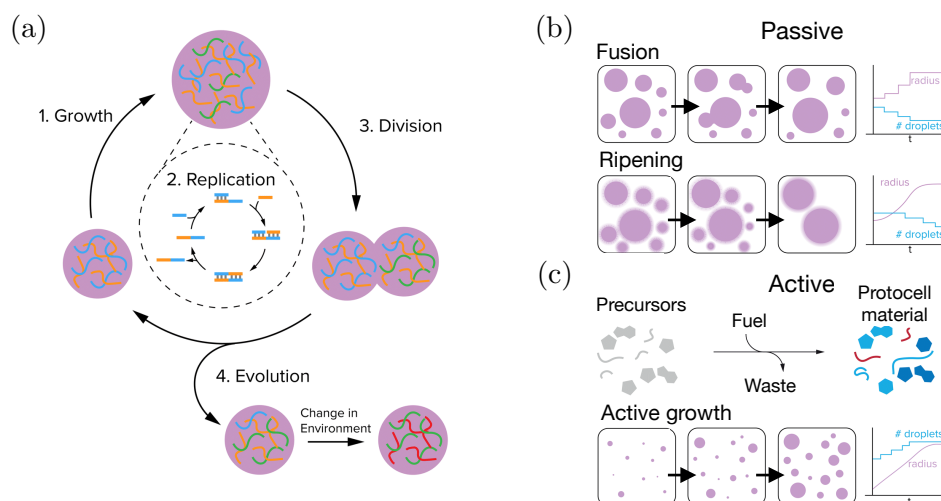 (a)
1. Growth
2. Replication
3. Division
4. Evolution
Change in
Environment
(b)
Passive
Fusion
radius
# droplets
t
Ripening
radius
# droplets
t
(c)
Active
Precursors
Fuel
Waste
Protocell
material
Active growth
# droplets
radius
t